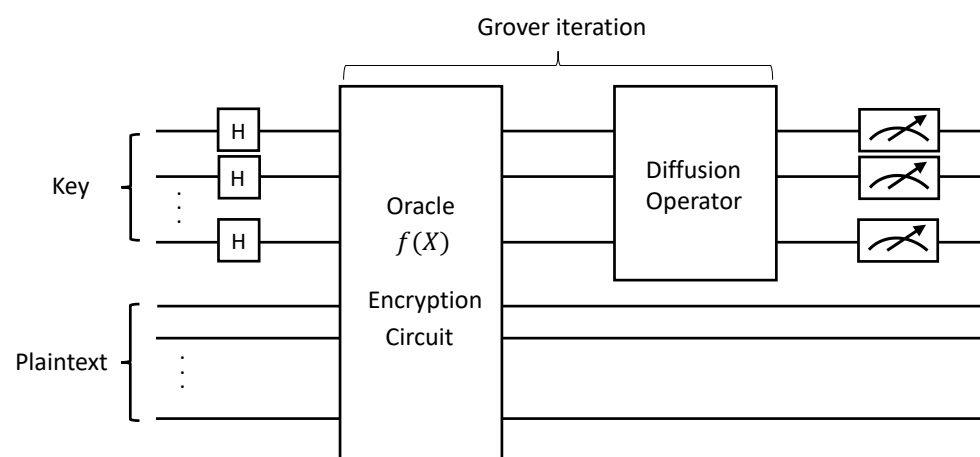 Grover iteration
H
Key
H
H
Oracle
f(X)
Encryption
Circuit
Diffusion
Operator
Plaintext